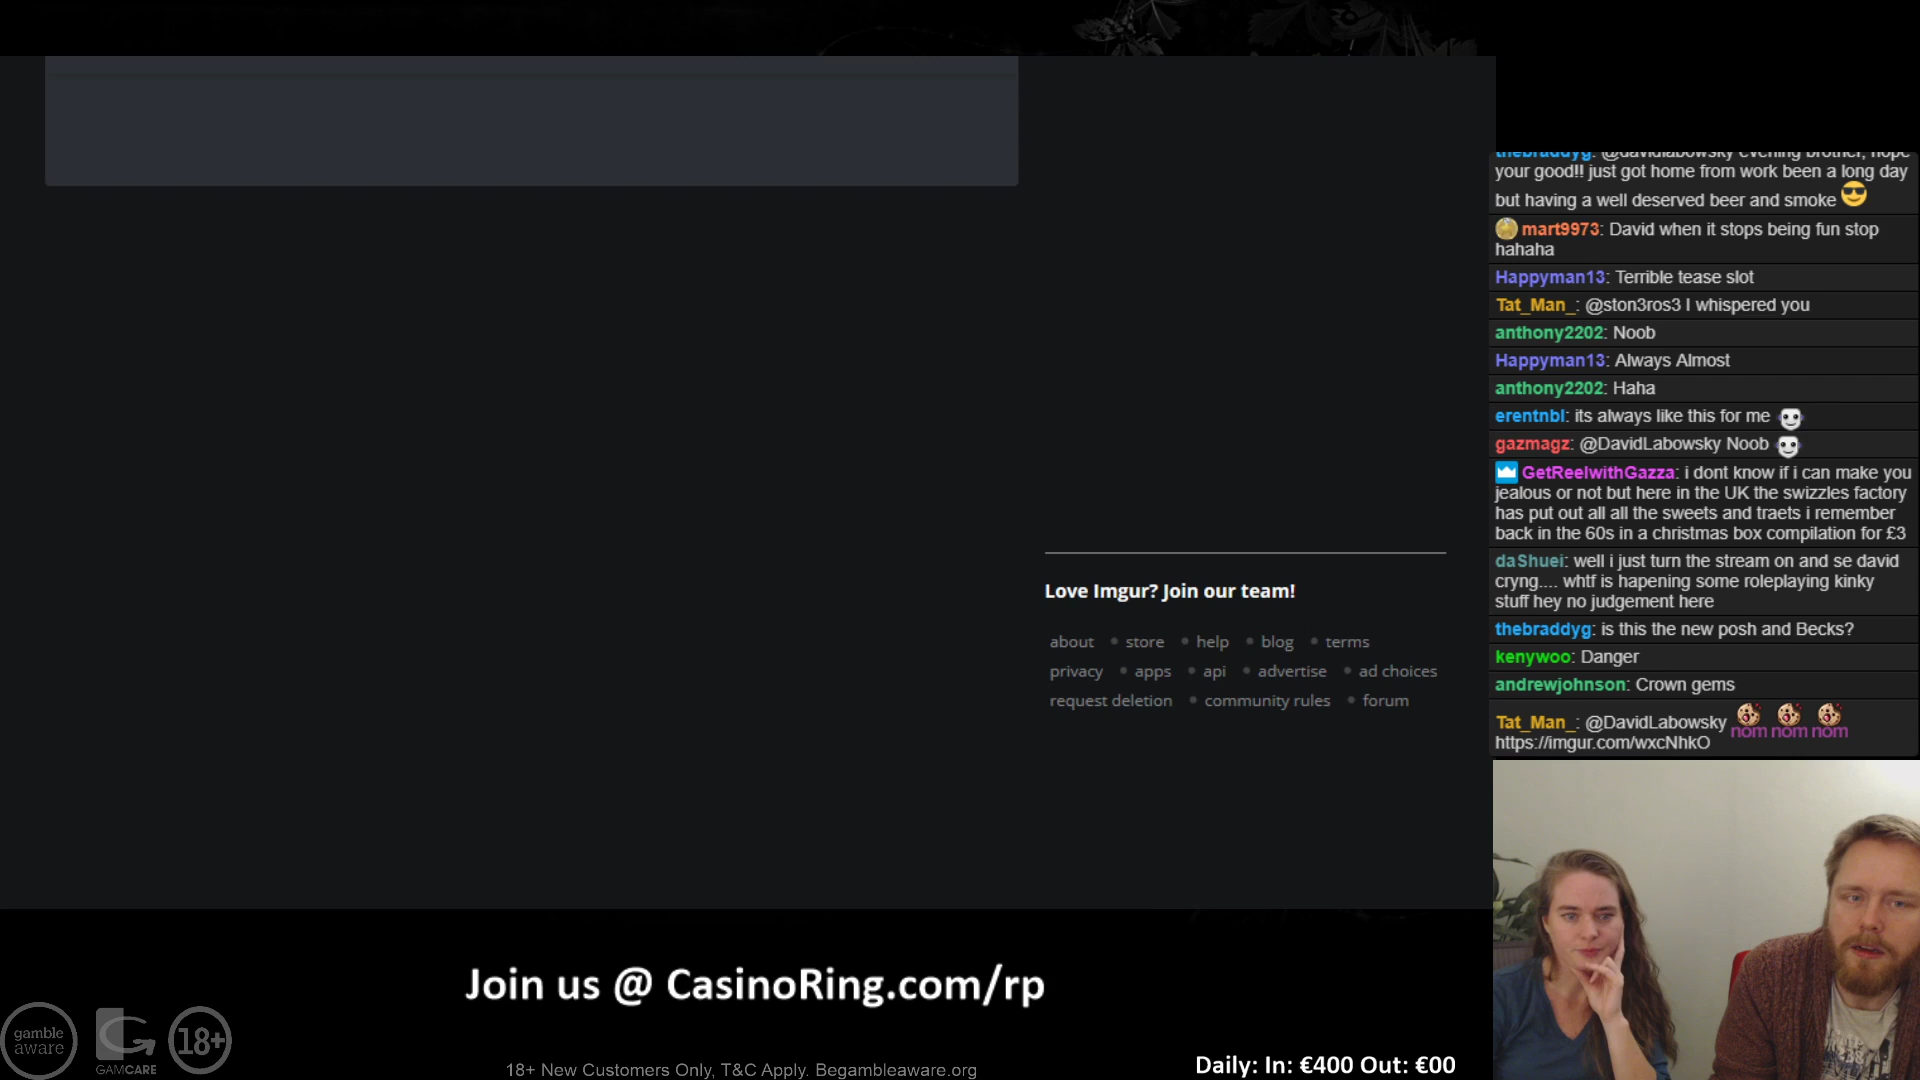 thebraddyg: @davidlabowsky evening brother, hope
your good!! just got home from work been a long day
but having a well deserved beer and smoke
mart9973: David when it stops being fun stop
hahaha
Happyman13: Terrible tease slot
Tat_Man_: @ston3ros3 I whispered you
anthony2202: Noob
Happyman13: Always Almost
anthony2202: Haha
erentnbl: its always like this for me
gazmagz: @DavidLabowsky Noob
GetReelwithGazza: i dont know if i can make you
jealous or not but here in the UK the swizzles factory
has put out all all the sweets and traets i remember
back in the 60s in a christmas box compilation for £3
daShuei: well i just turn the stream on and se david
cryng.... whtf is hapening some roleplaying kinky
stuff hey no judgement here
thebraddyg: is this the new posh and Becks?
kenywoo: Danger
andrewjohnson: Crown gems
Tat_Man_: @DavidLabowsky nom nom nom
https://imgur.com/wxcNhkO
Love Imgur? Join our team!
about • store • help • blog • terms
privacy • apps • api • advertise • ad choices
request deletion • community rules • forum
Join us @ CasinoRing.com/rp
gamble
aware
GAMCARE
18+
18+ New Customers Only, T&C Apply. Begambleaware.org
Daily: In: €400 Out: €00